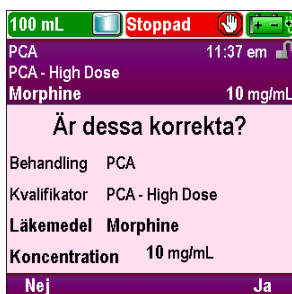 100 mL Stoppad
PCA 11:37 em
PCA - High Dose
Morphine 10 mg/mL
Är dessa korrekta?
Behandling PCA
Kvalifikator PCA - High Dose
Läkemedel Morphine
Koncentration 10 mg/mL
Nej Ja